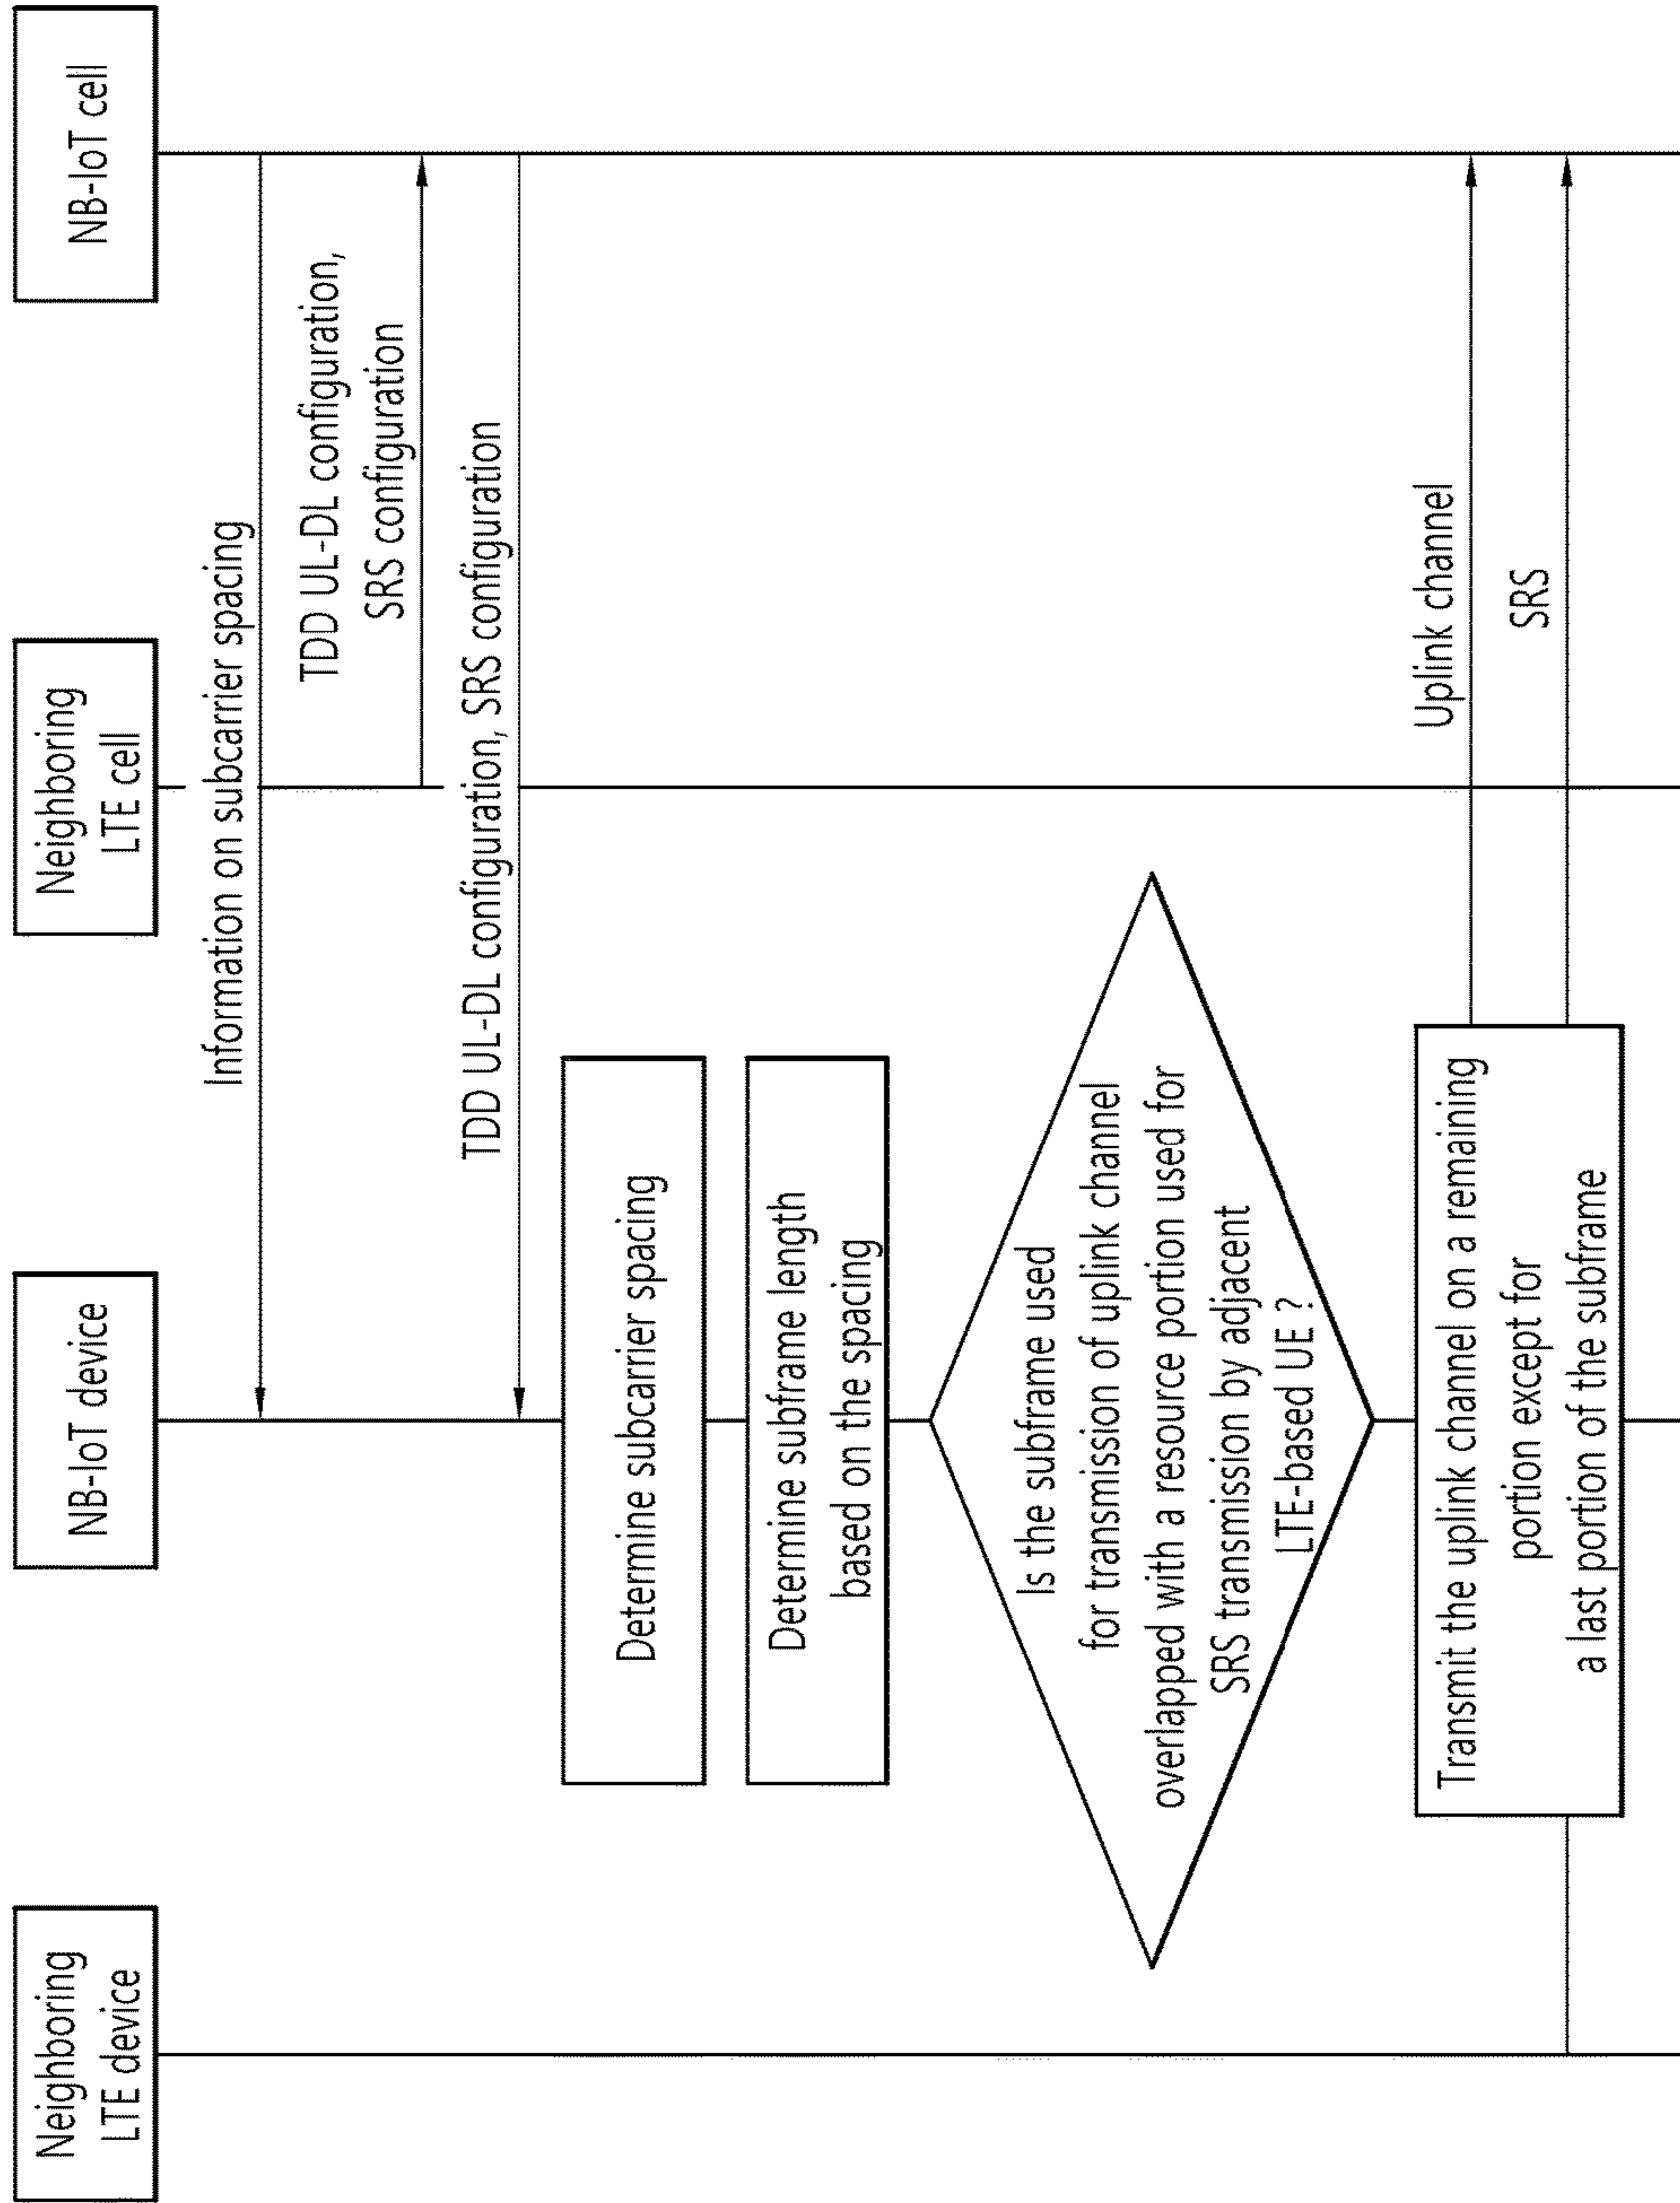 Neighboring
LTE device
NB-IoT device
Neighboring
LTE cell
NB-IoT cell
Information on subcarrier spacing
TDD UL-DL configuration,
SRS configuration
TDD UL-DL configuration, SRS configuration
Determine subcarrier spacing
Determine subframe length
based on the spacing
Is the subframe used
for transmission of uplink channel
overlapped with a resource portion used for
SRS transmission by adjacent
LTE-based UE ?
Transmit the uplink channel on a remaining
portion except for
a last portion of the subframe
Uplink channel
SRS